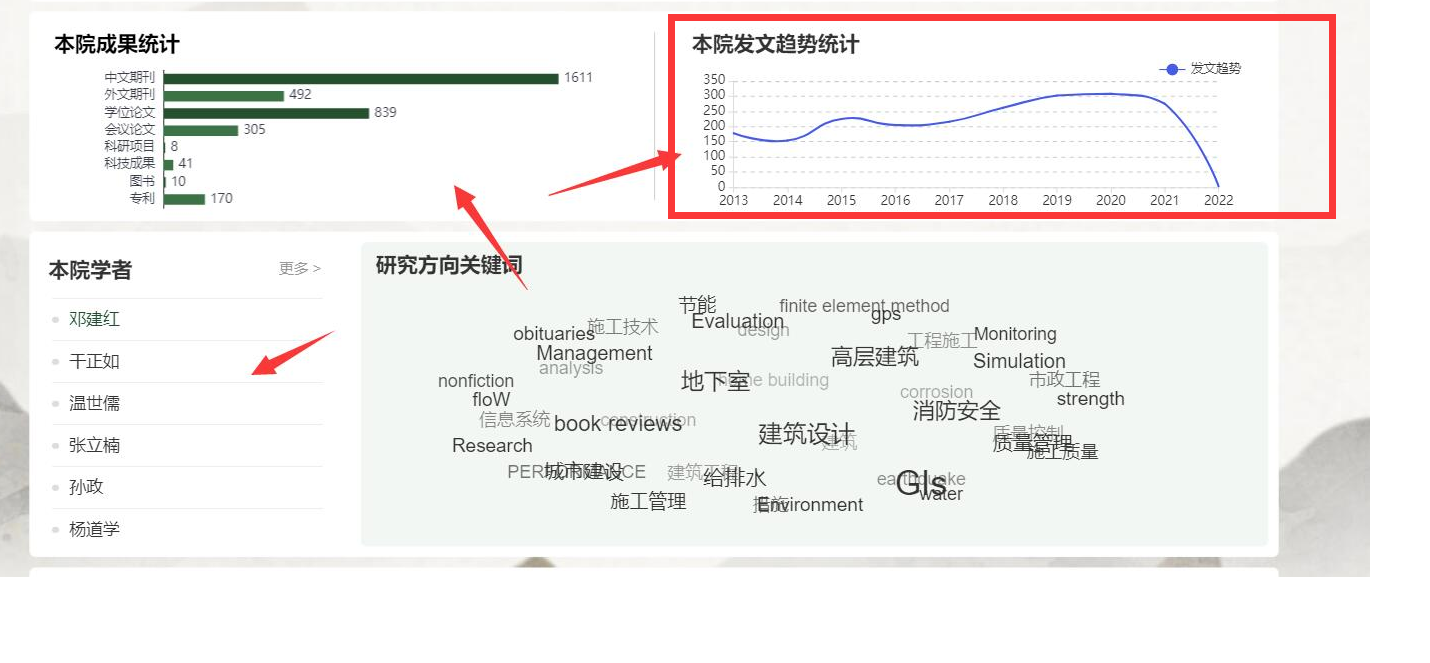 本院成果统计
中文期刊 1611
外文期刊 492
学位论文 839
会议论文 305
科研项目 8
科技成果 41
图书 10
专利 170
本院发文趋势统计
发文趋势
350
300
250
200
150
100
50
0
2013 2014 2015 2016 2017 2018 2019 2020 2021 2022
本院学者 更多 >
邓建红
干正如
温世儒
张立楠
孙政
杨道学
研究方向关键词
节能 finite element method
Evaluation gps
obituaries 施工技术 design
工程施工 Monitoring
Management 高层建筑 Simulation
analysis
nonfiction 地下室 home building 市政工程
floW corrosion strength
信息系统 book reviews construction 消防安全
建筑设计 质量控制
Research 建筑 质量管理 施工质量
PERFORMANCE 城市建设 建筑工程 给排水 earthquake
GIs
water
施工管理 措施 Environment